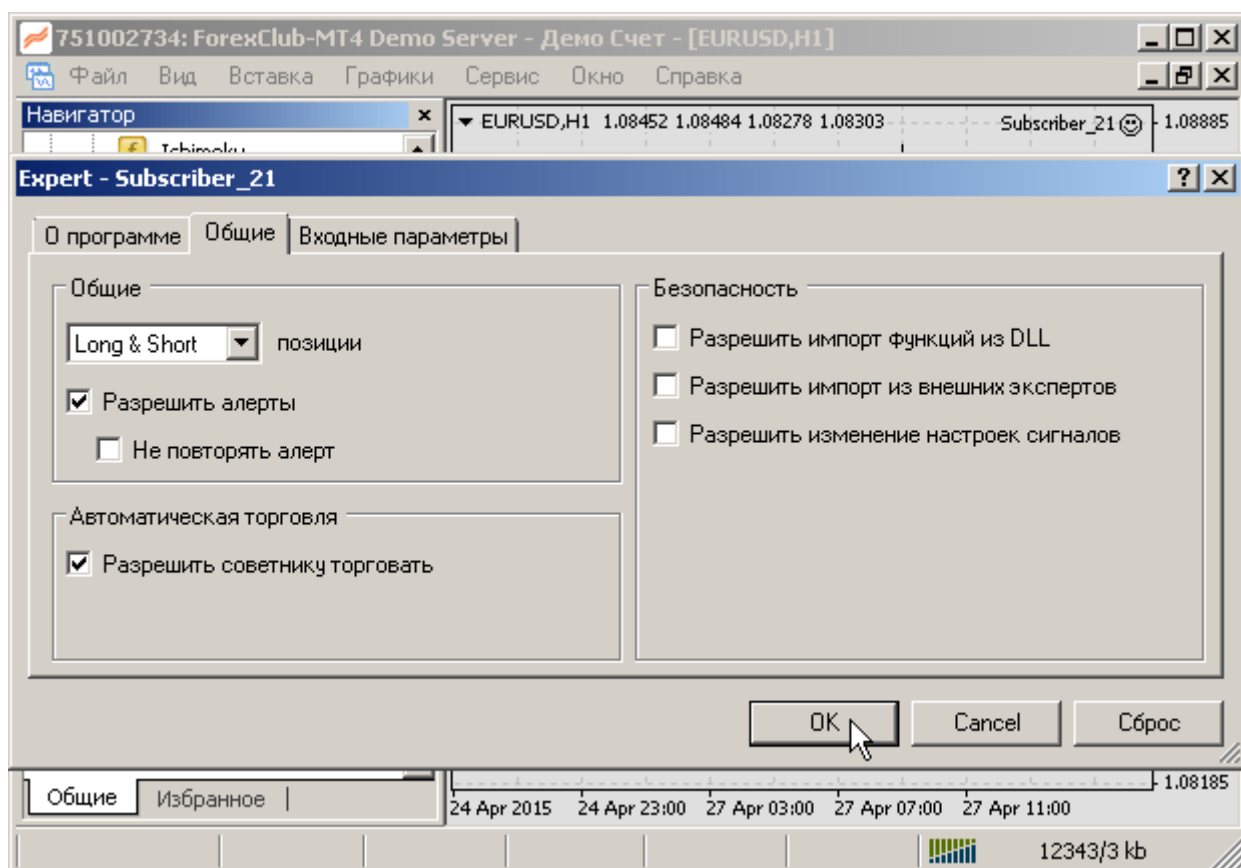 751002734: ForexClub-MT4 Demo Server - Демо Счет - [EURUSD,H1]
Файл Вид Вставка Графики Сервис Окно Справка
Навигатор
EURUSD,H1 1.08452 1.08484 1.08278 1.08303
Subscriber_21
1.08885
Ichimoku
Expert - Subscriber_21
О программе Общие Входные параметры
Общие
Long & Short позиции
Разрешить алерты
Не повторять алерт
Автоматическая торговля
Разрешить советнику торговать
Безопасность
Разрешить импорт функций из DLL
Разрешить импорт из внешних экспертов
Разрешить изменение настроек сигналов
OK Cancel Сброс
Общие Избранное
1.08185
24 Apr 2015 24 Apr 23:00 27 Apr 03:00 27 Apr 07:00 27 Apr 11:00
12343/3 kb